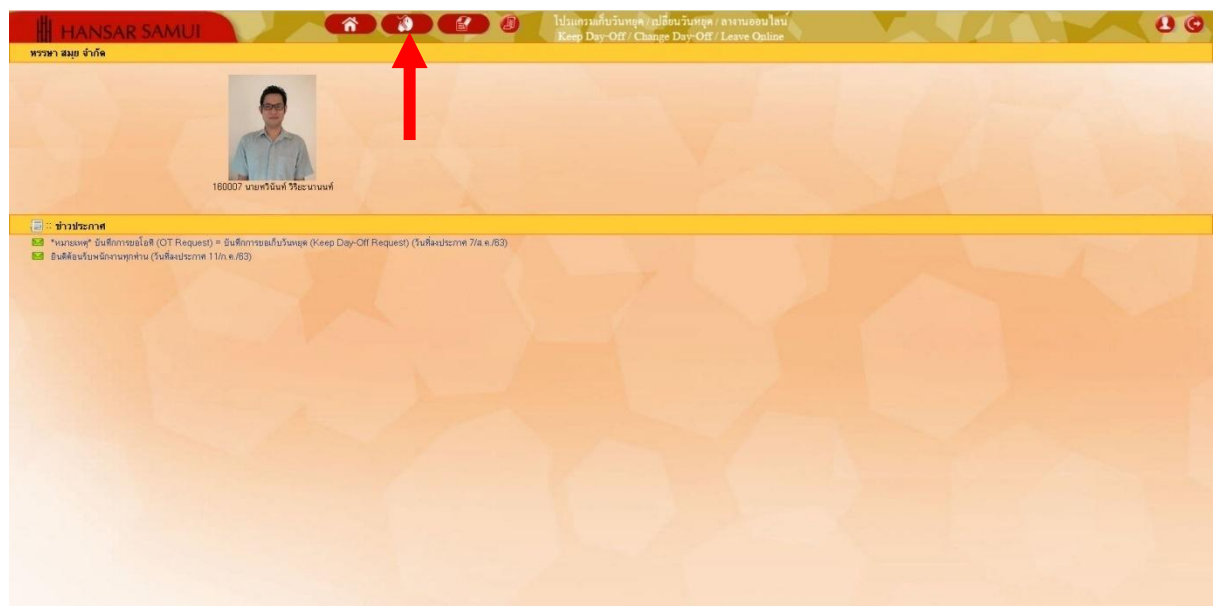 HANSAR SAMUI
โปรแกรมเก็บวันหยุด / เปลี่ยนวันหยุด / ลางานออนไลน์
Keep Day-Off / Change Day-Off / Leave Online
หรรษา สมุย จำกัด
160007 นายทวินันท์ วิริยะนานนท์
:: ข่าวประกาศ
*หมายเหตุ* บันทึกการขอโอที (OT Request) = บันทึกการขอเก็บวันหยุด (Keep Day-Off Request) (วันที่ลงประกาศ 7/ส.ค./63)
ยินดีต้อนรับพนักงานทุกท่าน (วันที่ลงประกาศ 11/ก.ค./63)